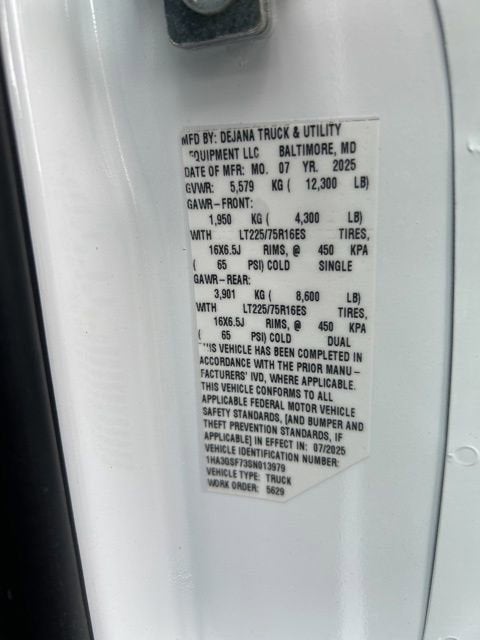 MFD BY: DEJANA TRUCK & UTILITY
EQUIPMENT LLC BALTIMORE, MD
DATE OF MFR: MO. 07 YR. 2025
GVWR: 5,579 KG ( 12,300 LB)
GAWR-FRONT:
1,950 KG ( 4,300 LB)
WITH LT225/75R16ES TIRES,
16X6.5J RIMS, @ 450 KPA
( 65 PSI) COLD SINGLE
GAWR-REAR:
3,901 KG ( 8,600 LB)
WITH LT225/75R16ES TIRES,
16X6.5J RIMS, @ 450 KPA
( 65 PSI) COLD DUAL
THIS VEHICLE HAS BEEN COMPLETED IN
ACCORDANCE WITH THE PRIOR MANU-
FACTURERS' IVD, WHERE APPLICABLE.
THIS VEHICLE CONFORMS TO ALL
APPLICABLE FEDERAL MOTOR VEHICLE
SAFETY STANDARDS, [AND BUMPER AND
THEFT PREVENTION STANDARDS, IF
APPLICABLE] IN EFFECT IN: 07/2025
VEHICLE IDENTIFICATION NUMBER:
1HA3GSF73SN013979
VEHICLE TYPE: TRUCK
WORK ORDER: 5629